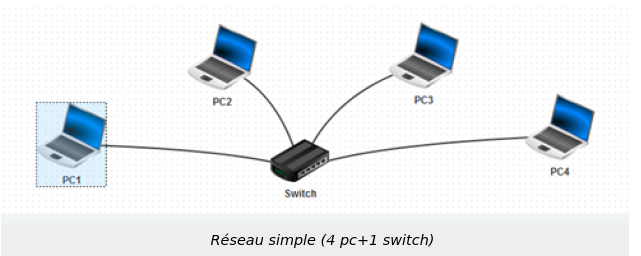 PC2
PC3
PC1
PC4
Switch
Réseau simple (4 pc+1 switch)